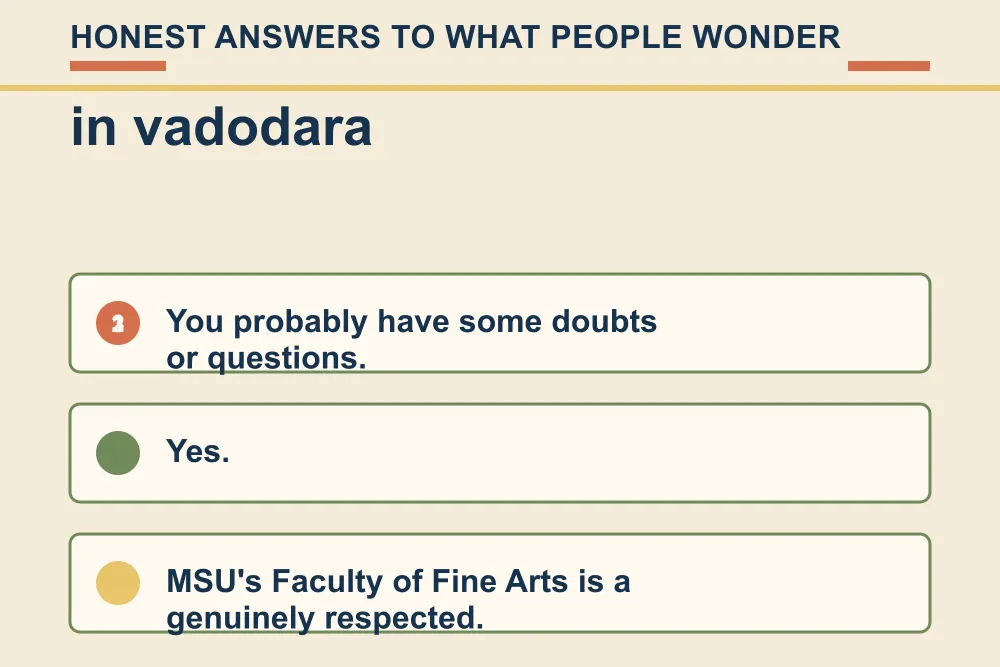 HONEST ANSWERS TO WHAT PEOPLE WONDER
in vadodara
You probably have some doubts
or questions.
Yes.
MSU's Faculty of Fine Arts is a
genuinely respected.